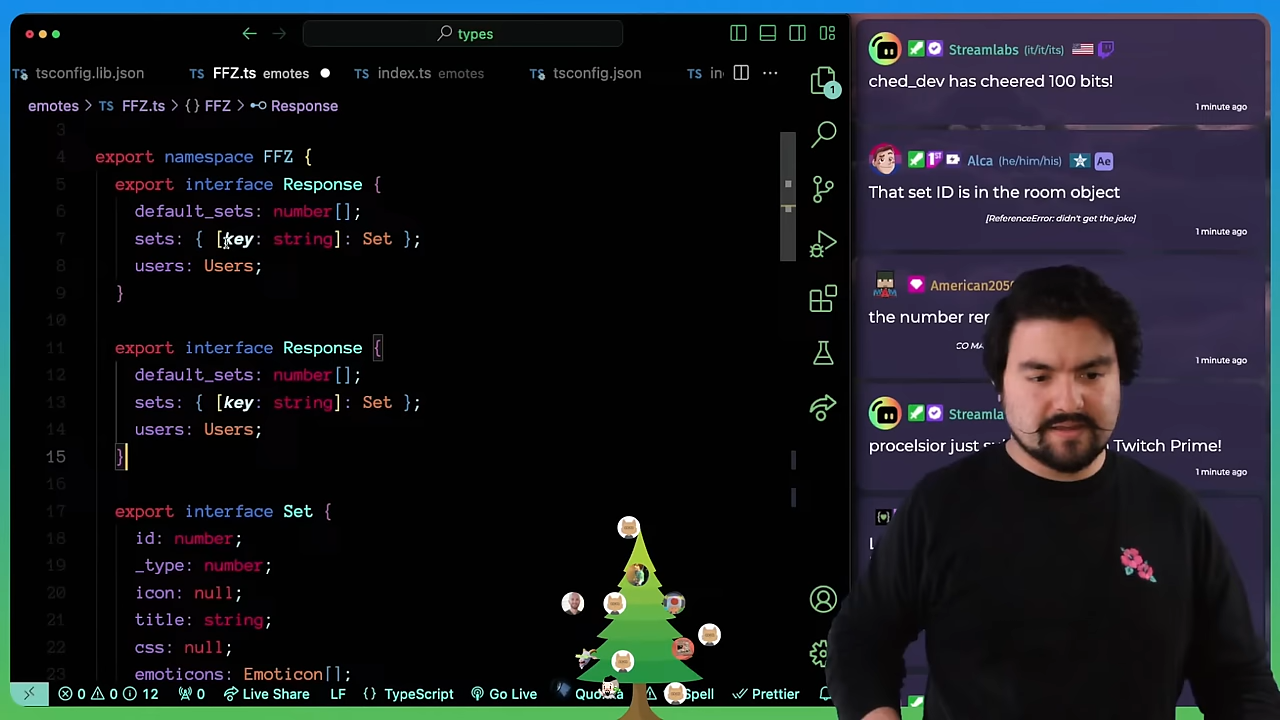 types
tsconfig.lib.json
FFZ.ts emotes
index.ts emotes
tsconfig.json
in
emotes > FFZ.ts > {} FFZ > Response
3
4 export namespace FFZ {
5 export interface Response {
6 default_sets: number[];
7 sets: { [key: string]: Set };
8 users: Users;
9 }
10
11 export interface Response {
12 default_sets: number[];
13 sets: { [key: string]: Set };
14 users: Users;
15 }
16
17 export interface Set {
18 id: number;
19 _type: number;
20 icon: null;
21 title: string;
22 css: null;
23 emoticons: Emoticon[];
0 0 12 0 Live Share LF {} TypeScript Go Live Spell Prettier
1
Streamlabs (it/it/its)
ched_dev has cheered 100 bits!
1 minute ago
Alca (he/him/his) Ae
That set ID is in the room object
[ReferenceError: didn't get the joke]
1 minute ago
American205
the number
1 minute ago
Streamla
procelsior just Twitch Prime!
1 minute ago